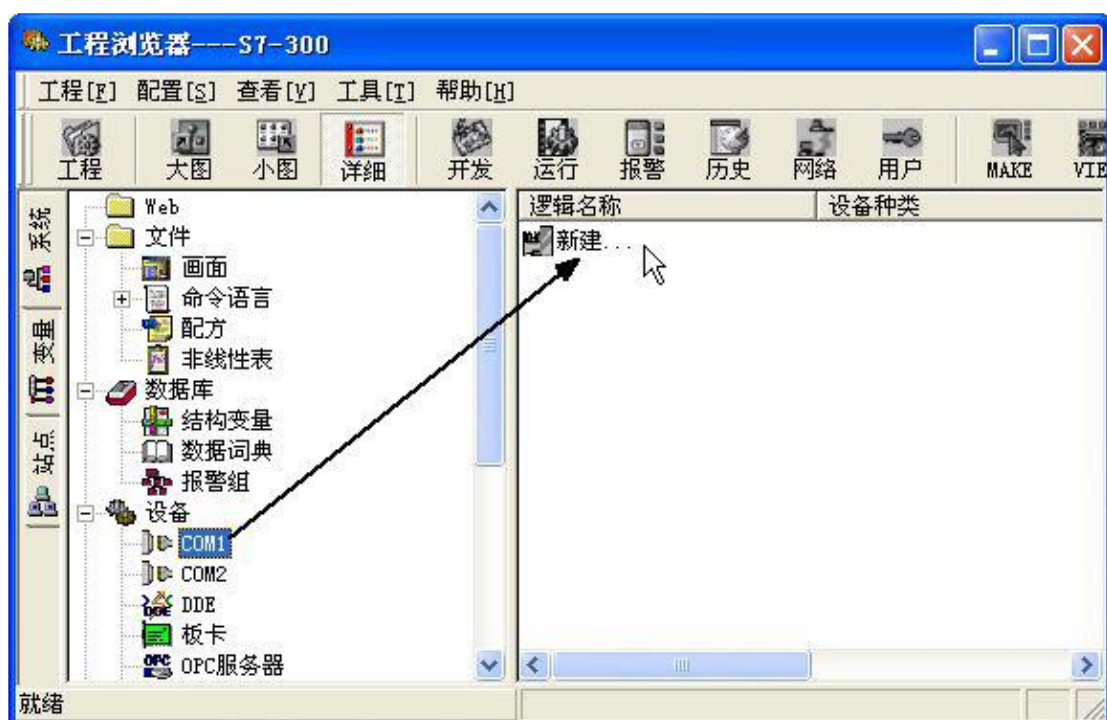 工程浏览器---S7-300
工程[F] 配置[S] 查看[V] 工具[T] 帮助[H]
工程 大图 小图 详细 开发 运行 报警 历史 网络 用户 MAKE VIE
系统
变量
站点
Web
文件
画面
命令语言
配方
非线性表
数据库
结构变量
数据词典
报警组
设备
COM1
COM2
DDE
板卡
OPC服务器
逻辑名称 设备种类
新建...
就绪